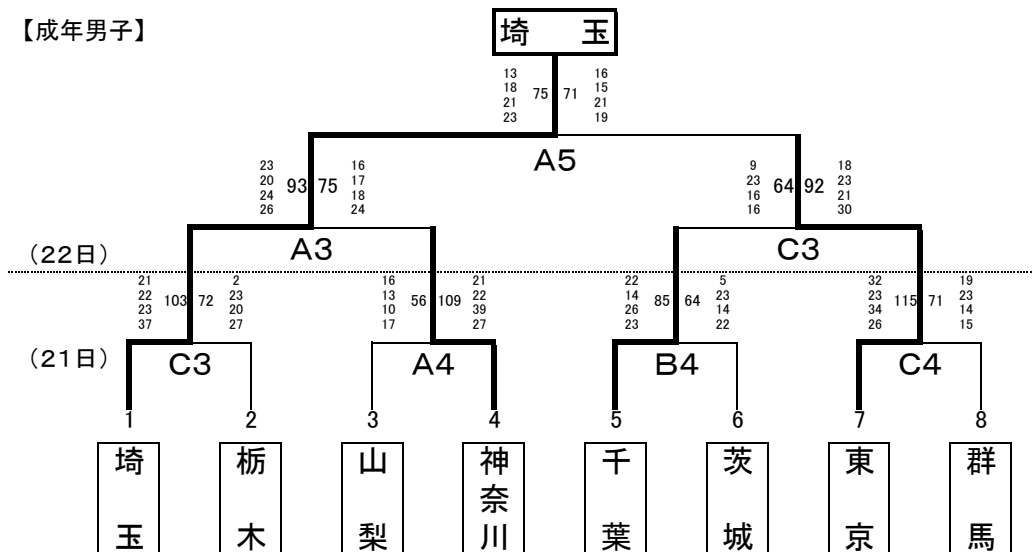 【成年男子】
埼　玉
13　16
18　15
75　71
21　21
23　19
A5
23　16　9　18
20　17　23　23
93　75　64　92
24　18　16　21
26　24　16　30
（22日）
A3　C3
21　2　16　21　22　5　32　19
22　23　13　22　14　23　23　23
103　72　56　109　85　64　115　71
23　20　10　39　26　14　34　14
37　27　17　27　23　22　26　15
（21日）
C3　A4　B4　C4
1　2　3　4　5　6　7　8
埼玉　栃木　山梨　神奈川　千葉　茨城　東京　群馬